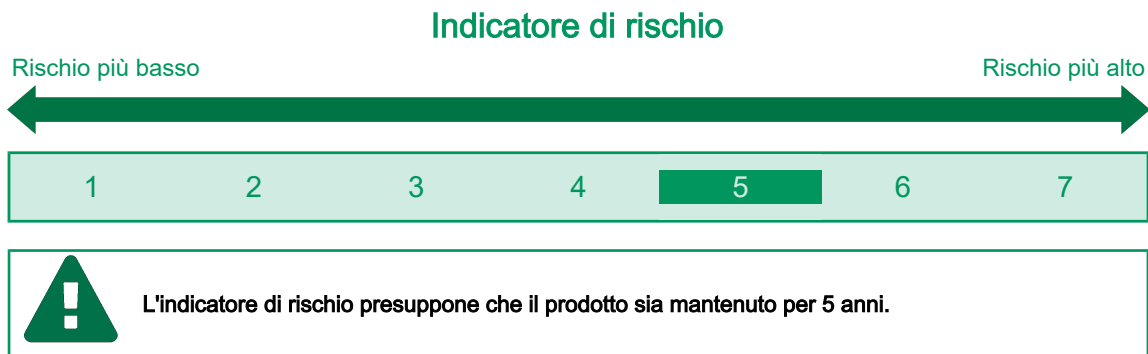 Indicatore di rischio
Rischio più basso Rischio più alto
1 2 3 4 5 6 7
L'indicatore di rischio presuppone che il prodotto sia mantenuto per 5 anni.